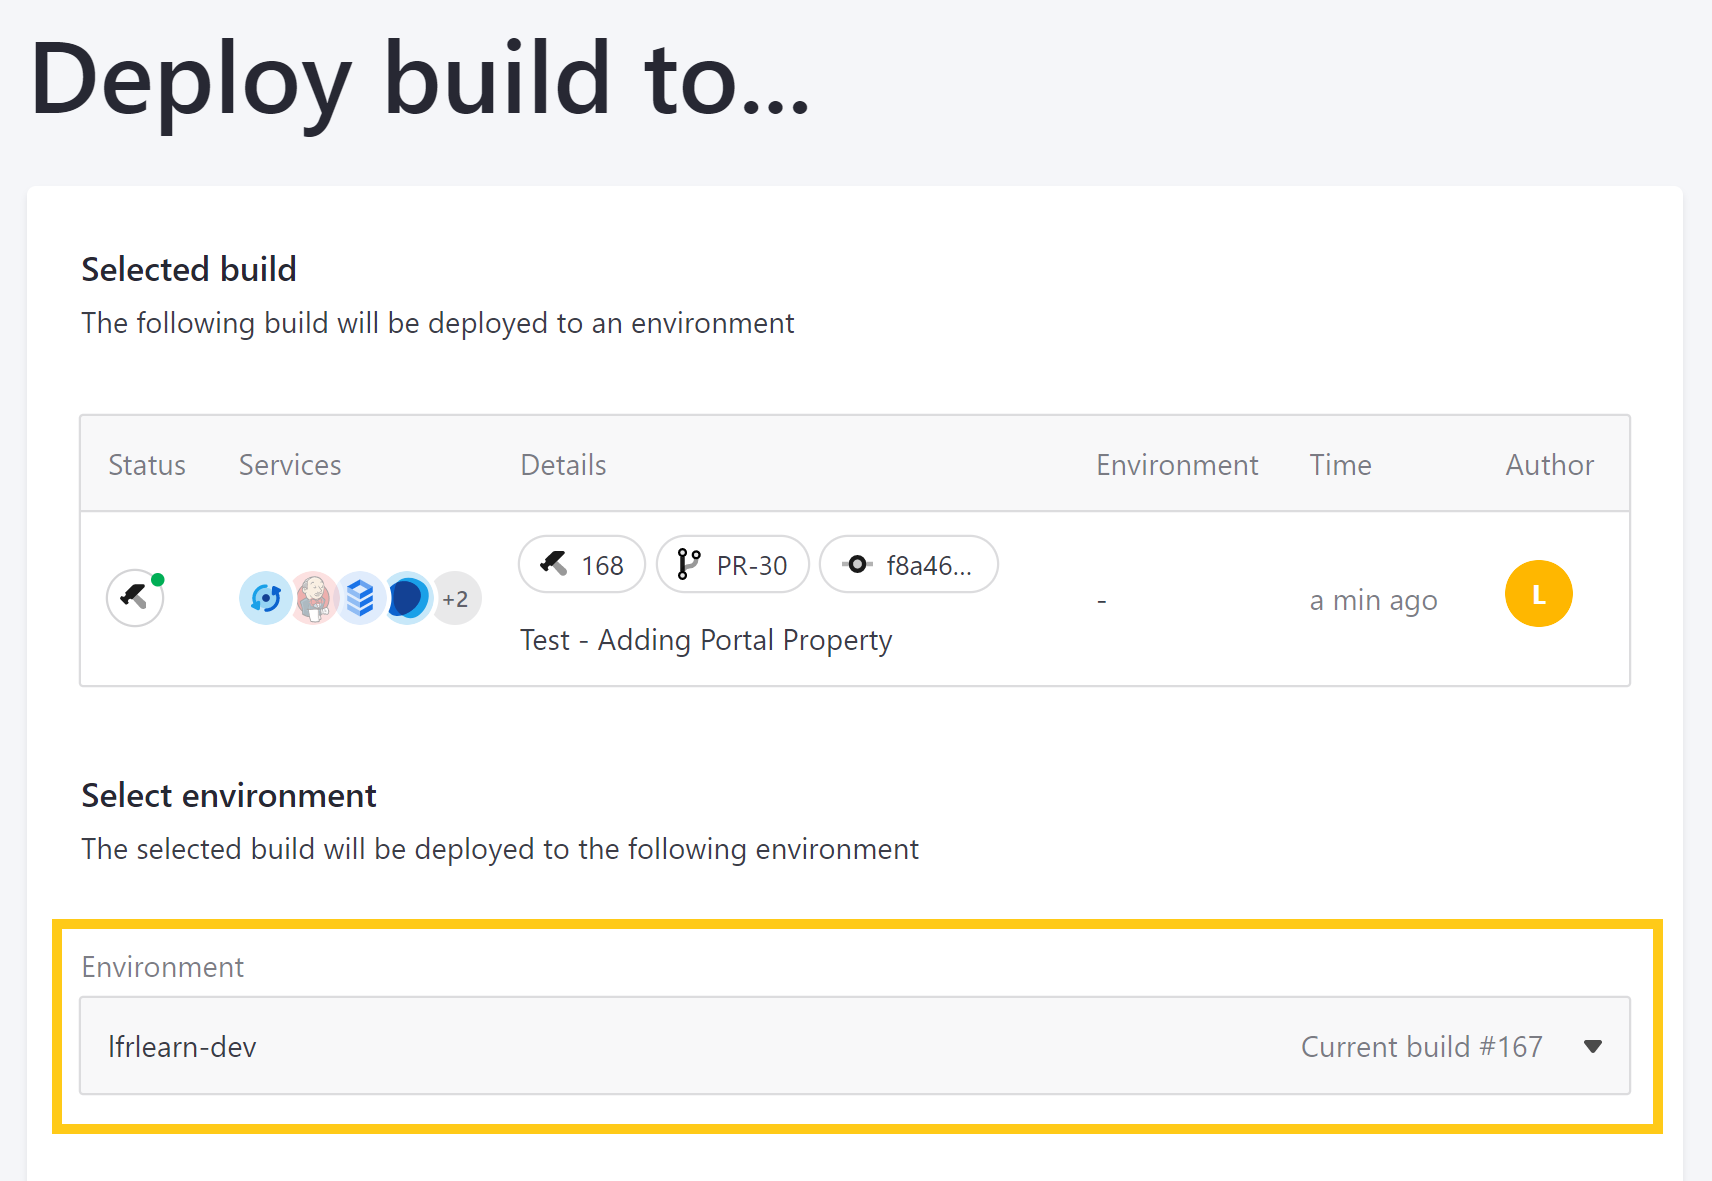 Deploy build to...
Selected build
The following build will be deployed to an environment
Status Services Details Environment Time Author
168 PR-30 f8a46...
+2 - a min ago L
Test - Adding Portal Property
Select environment
The selected build will be deployed to the following environment
Environment
lfrlearn-dev Current build #167